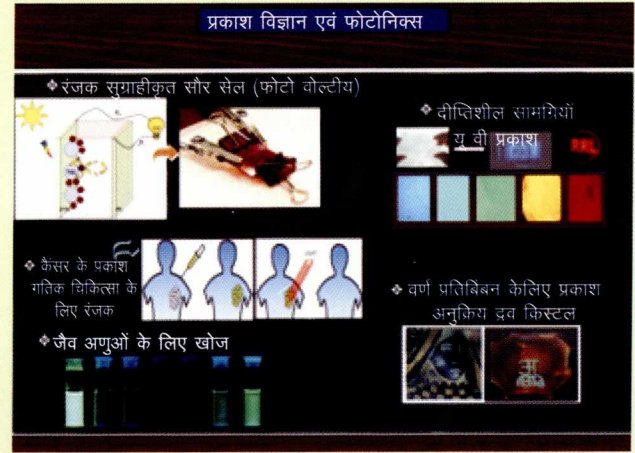 प्रकाश विज्ञान एवं फोटोनिक्स
❖रंजक सुग्राहीकृत सौर सेल (फोटो वोल्टीय)
❖ दीप्तिशील सामगियॉ
यू वी प्रकाश
❖ कैंसर के प्रकाश
गतिक चिकित्सा के
लिए रंजक
❖जैव अणुओं के लिए खोज
❖ वर्ण प्रतिबिंबन केलिए प्रकाश
अनुक्रिय द्रव क्रिस्टल